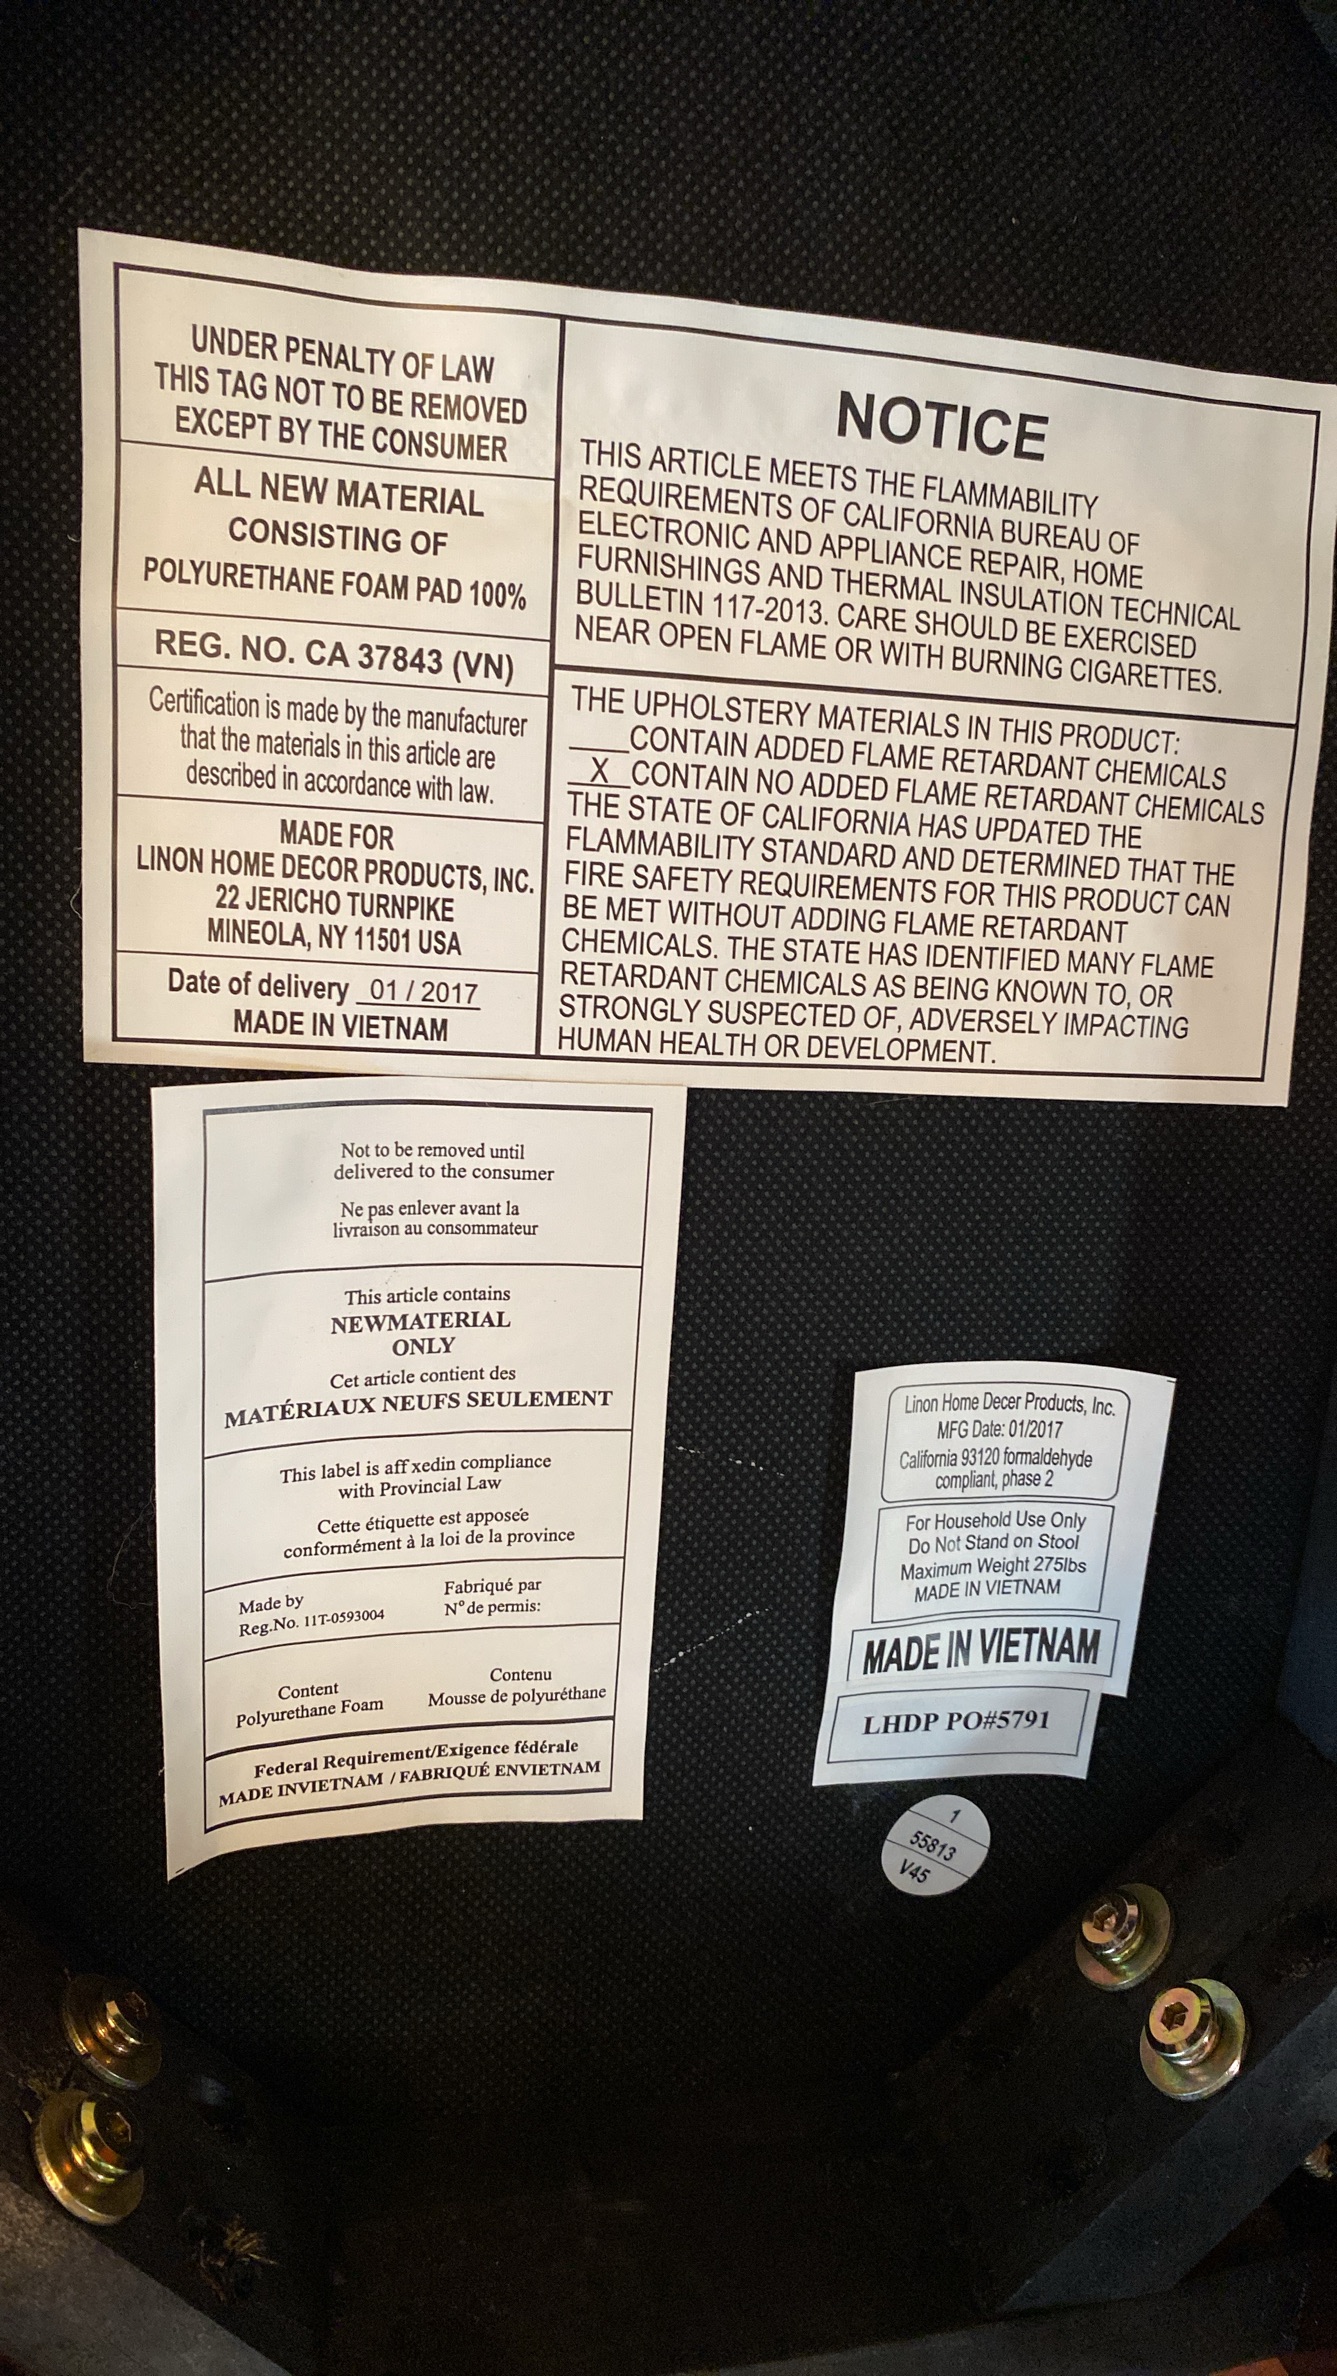 UNDER PENALTY OF LAW
THIS TAG NOT TO BE REMOVED
EXCEPT BY THE CONSUMER
ALL NEW MATERIAL
CONSISTING OF
POLYURETHANE FOAM PAD 100%
REG. NO. CA 37843 (VN)
Certification is made by the manufacturer
that the materials in this article are
described in accordance with law.
MADE FOR
LINON HOME DECOR PRODUCTS, INC.
22 JERICHO TURNPIKE
MINEOLA, NY 11501 USA
Date of delivery 01 / 2017
MADE IN VIETNAM
NOTICE
THIS ARTICLE MEETS THE FLAMMABILITY
REQUIREMENTS OF CALIFORNIA BUREAU OF
ELECTRONIC AND APPLIANCE REPAIR, HOME
FURNISHINGS AND THERMAL INSULATION TECHNICAL
BULLETIN 117-2013. CARE SHOULD BE EXERCISED
NEAR OPEN FLAME OR WITH BURNING CIGARETTES.
THE UPHOLSTERY MATERIALS IN THIS PRODUCT:
____CONTAIN ADDED FLAME RETARDANT CHEMICALS
_X_CONTAIN NO ADDED FLAME RETARDANT CHEMICALS
THE STATE OF CALIFORNIA HAS UPDATED THE
FLAMMABILITY STANDARD AND DETERMINED THAT THE
FIRE SAFETY REQUIREMENTS FOR THIS PRODUCT CAN
BE MET WITHOUT ADDING FLAME RETARDANT
CHEMICALS. THE STATE HAS IDENTIFIED MANY FLAME
RETARDANT CHEMICALS AS BEING KNOWN TO, OR
STRONGLY SUSPECTED OF, ADVERSELY IMPACTING
HUMAN HEALTH OR DEVELOPMENT.
Not to be removed until
delivered to the consumer
Ne pas enlever avant la
livraison au consommateur
This article contains
NEWMATERIAL
ONLY
Cet article contient des
MATÉRIAUX NEUFS SEULEMENT
This label is aff xedin compliance
with Provincial Law
Cette étiquette est apposée
conformément à la loi de la province
Made by
Reg.No. 11T-0593004
Fabriqué par
N° de permis:
Content
Polyurethane Foam
Contenu
Mousse de polyuréthane
Federal Requirement/Exigence fédérale
MADE INVIETNAM / FABRIQUÉ ENVIETNAM
Linon Home Decer Products, Inc.
MFG Date: 01/2017
California 93120 formaldehyde
compliant, phase 2
For Household Use Only
Do Not Stand on Stool
Maximum Weight 275lbs
MADE IN VIETNAM
MADE IN VIETNAM
LHDP PO#5791
1
55813
V45